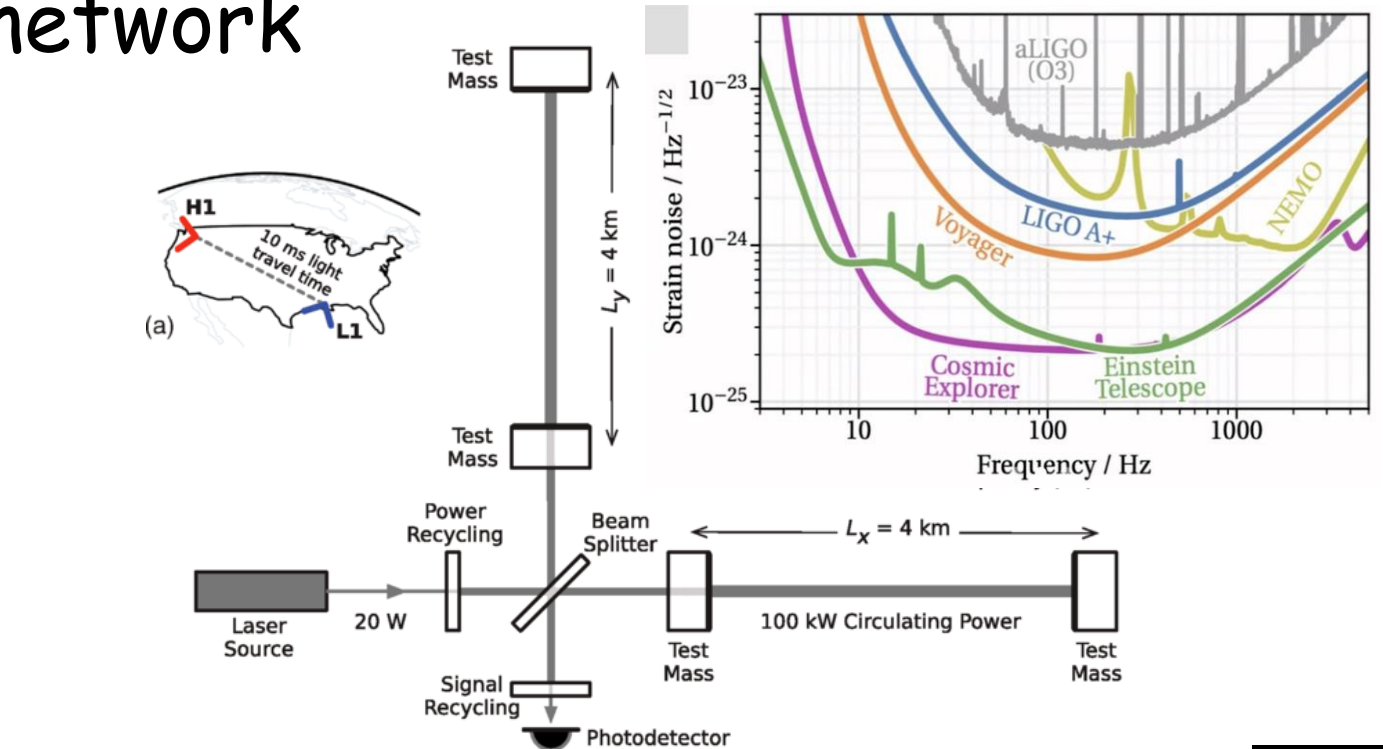 network
H1
10 ms light
travel time
L1
(a)
Test
Mass
L_y = 4 km
Test
Mass
Power
Recycling
Beam
Splitter
L_x = 4 km
Laser
Source
20 W
100 kW Circulating Power
Test
Mass
Test
Mass
Signal
Recycling
Photodetector
Strain noise / Hz^{-1/2}
10^{-23}
10^{-24}
10^{-25}
aLIGO
(O3)
Voyager
LIGO A+
NEMO
Cosmic
Explorer
Einstein
Telescope
10
100
1000
Frequency / Hz